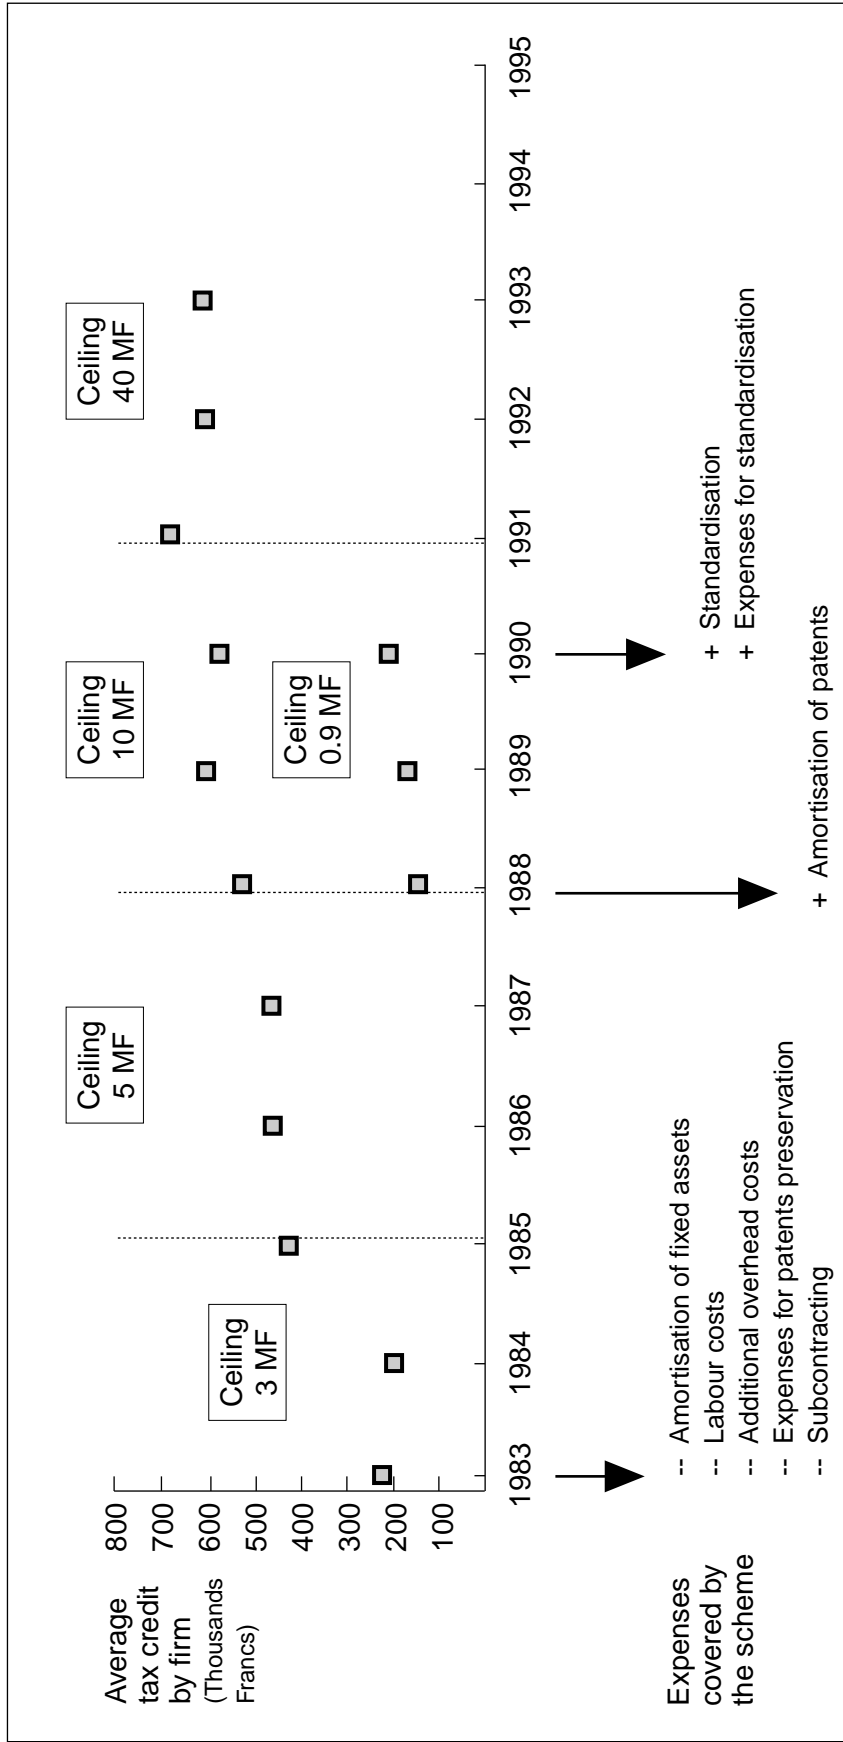 Average
tax credit
by firm
(Thousands
Francs)
800
700
600
500
400
300
200
100
Ceiling
3 MF
Ceiling
5 MF
Ceiling
10 MF
Ceiling
0.9 MF
Ceiling
40 MF
1983
1984
1985
1986
1987
1988
1989
1990
1991
1992
1993
1994
1995
Expenses
covered by
the scheme
-- Amortisation of fixed assets
-- Labour costs
-- Additional overhead costs
-- Expenses for patents preservation
-- Subcontracting
+ Amortisation of patents
+ Standardisation
+ Expenses for standardisation